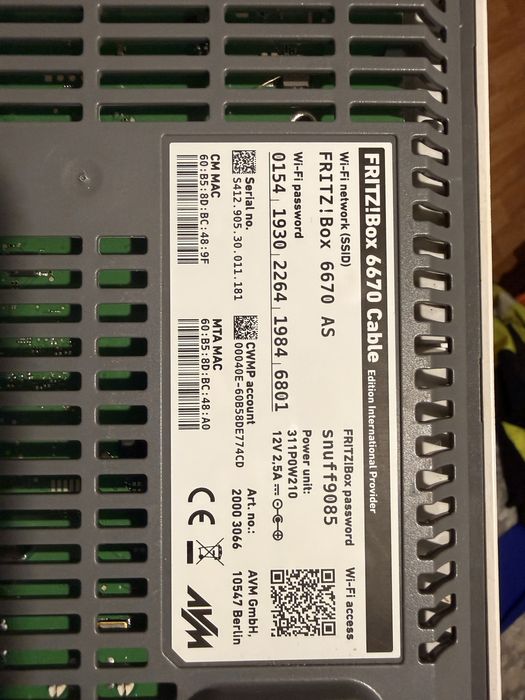 FRITZ!Box 6670 Cable Edition International Provider
Wi-Fi network (SSID)
FRITZ!Box 6670 AS
FRITZ!Box password
snuff9085
Wi-Fi access
Wi-Fi password
0154 1930 2264 1984 6801
Power unit:
311P0W210
12V 2.5A
Serial no.
S412.905.30.011.181
CWMP account
00040E-60B58DE774CD
Art. no.:
2000 3066
AVM GmbH,
10547 Berlin
CM MAC
60:B5:8D:BC:48:9F
MTA MAC
60:B5:8D:BC:48:A0
CE
AVM